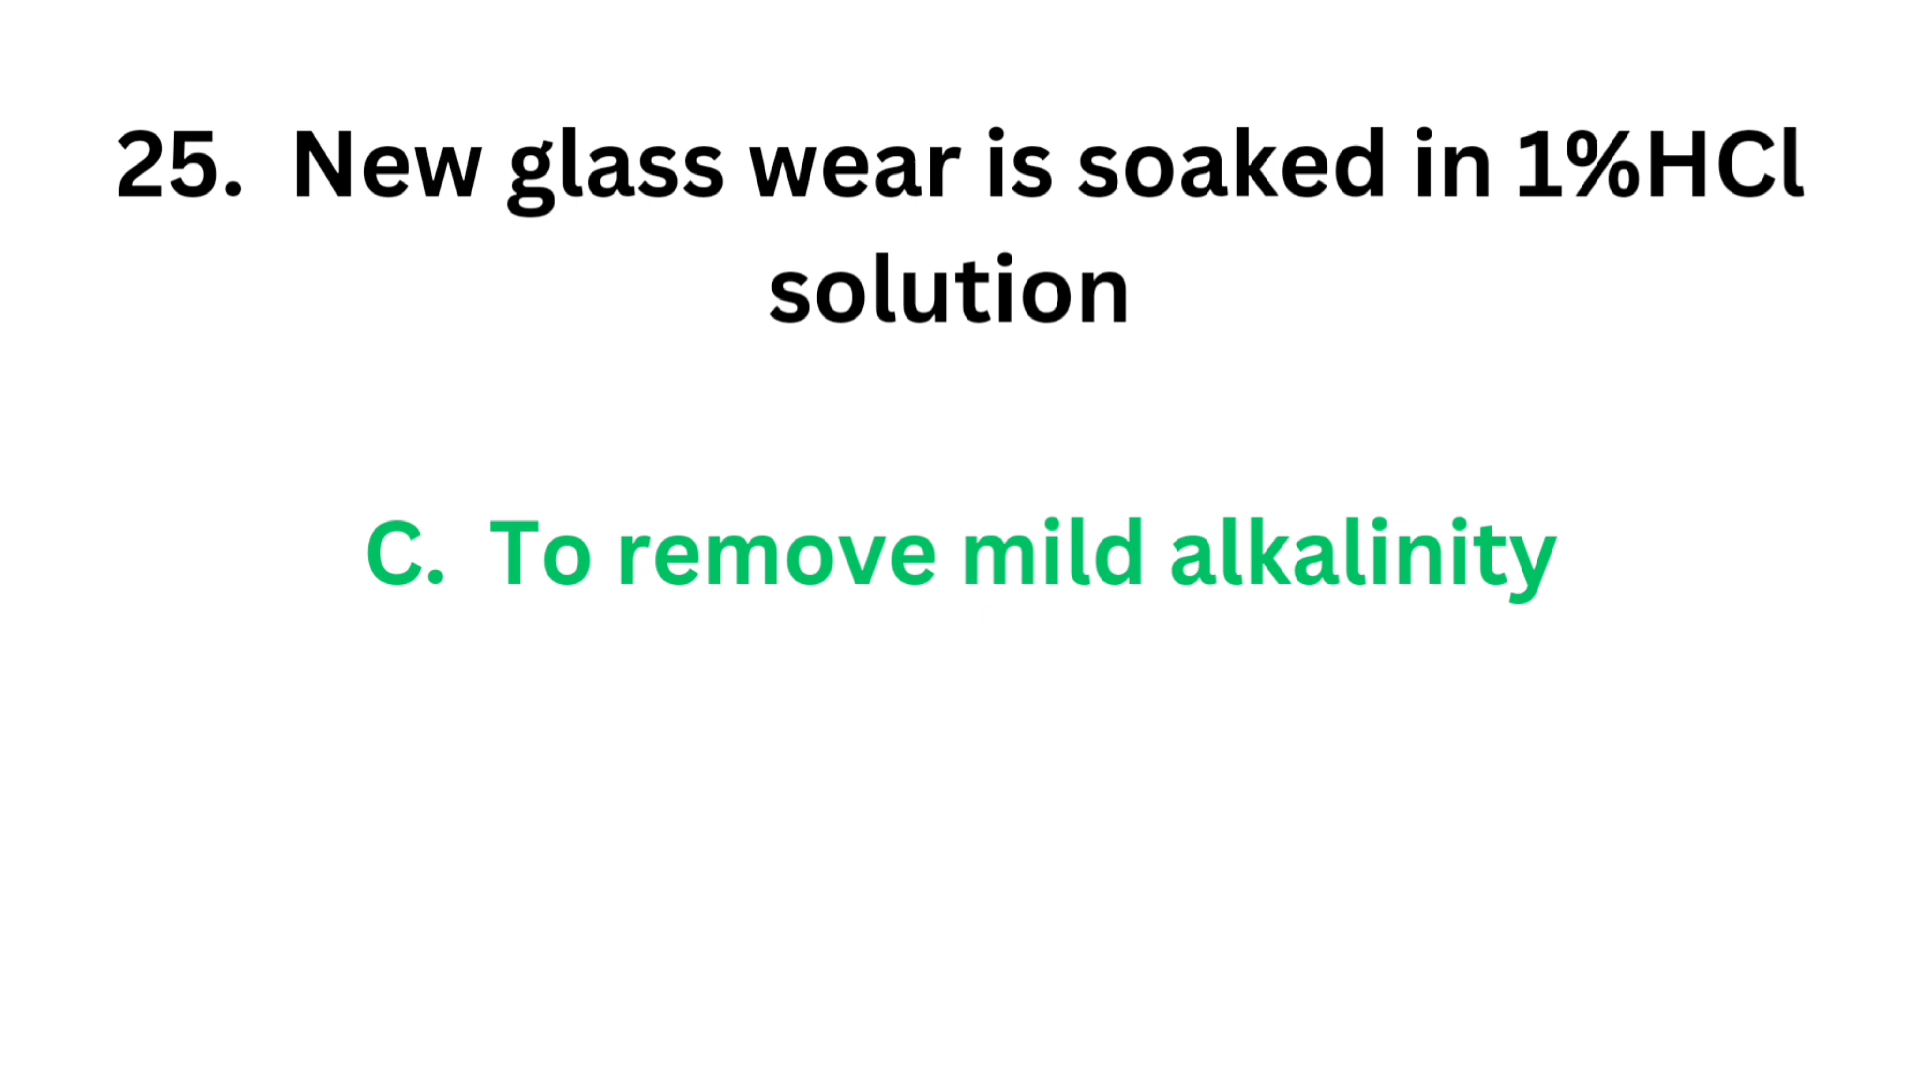 25. New glass wear is soaked in 1%HCl
solution
C. To remove mild alkalinity